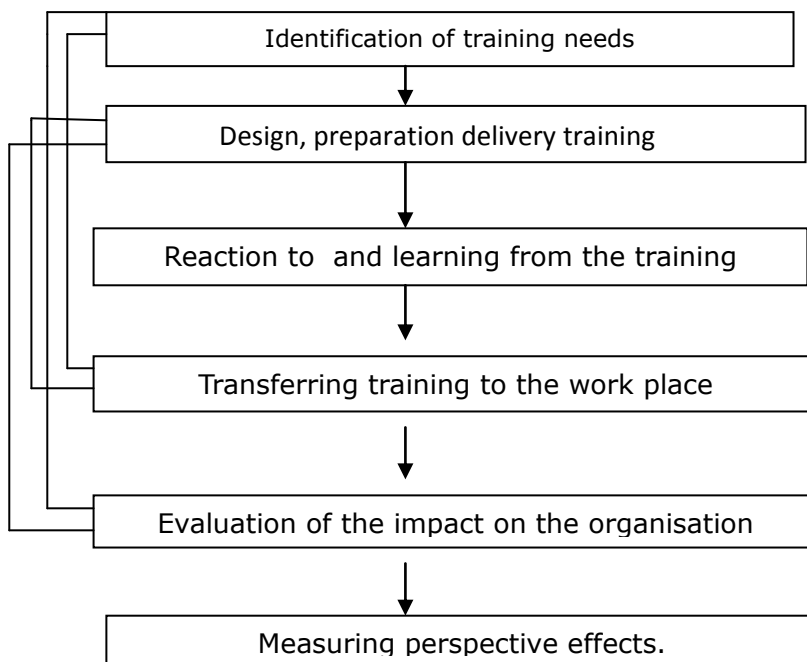 Identification of training needs
Design, preparation delivery training
Reaction to  and learning from the training
Transferring training to the work place
Evaluation of the impact on the organisation
Measuring perspective effects.